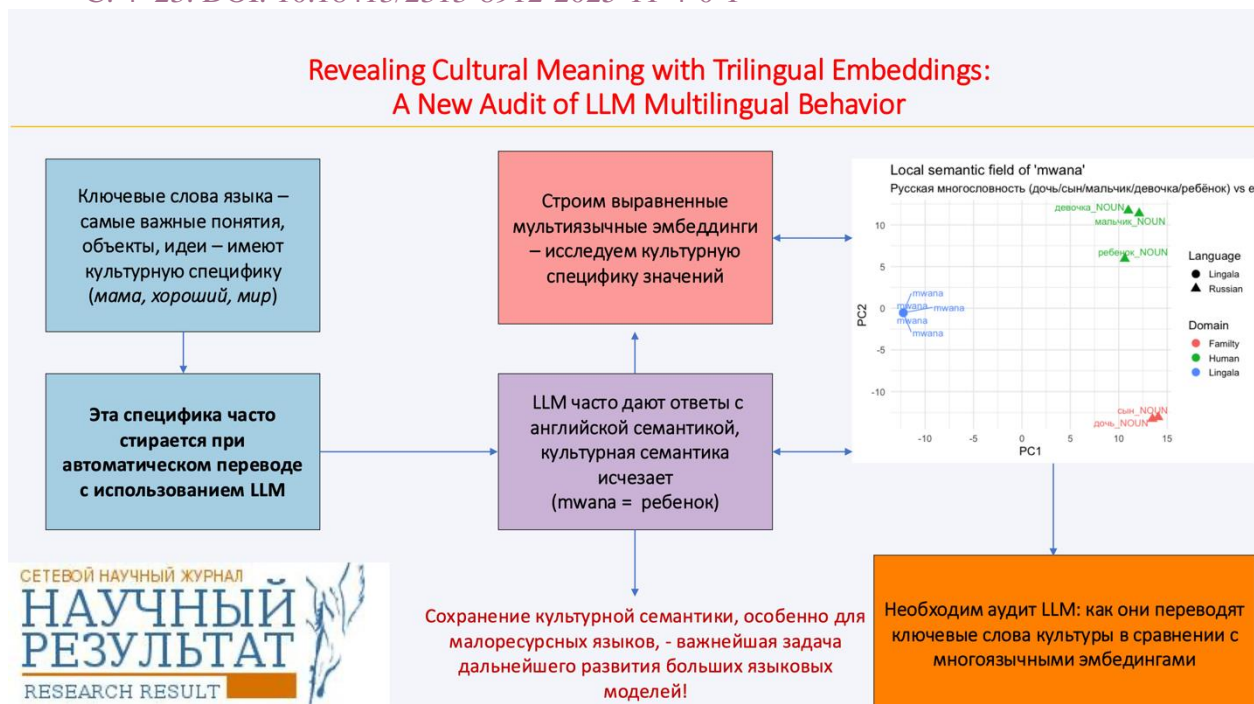 Revealing Cultural Meaning with Trilingual Embeddings:
A New Audit of LLM Multilingual Behavior
Ключевые слова языка –
самые важные понятия,
объекты, идеи – имеют
культурную специфику
(мама, хороший, мир)
Строим выравненные
мультиязычные эмбеддинги
– исследуем культурную
специфику значений
Local semantic field of 'mwana'
Русская многословность (дочь/сын/мальчик/девочка/ребёнок) vs е
девочка_NOUN
мальчик_NOUN
ребенок_NOUN
mwana
mwana
mwana
mwana
mwana
сын_NOUN
дочь_NOUN
10
5
0
-5
-10
PC2
-10
-5
0
5
10
15
PC1
Language
Lingala
Russian
Domain
Familty
Human
Lingala
Эта специфика часто
стирается при
автоматическом переводе
с использованием LLM
LLM часто дают ответы с
английской семантикой,
культурная семантика
исчезает
(mwana = ребенок)
СЕТЕВОЙ НАУЧНЫЙ ЖУРНАЛ
НАУЧНЫЙ
РЕЗУЛЬТАТ
RESEARCH RESULT
Сохранение культурной семантики, особенно для
малоресурсных языков, - важнейшая задача
дальнейшего развития больших языковых
моделей!
Необходим аудит LLM: как они переводят
ключевые слова культуры в сравнении с
многоязычными эмбедингами